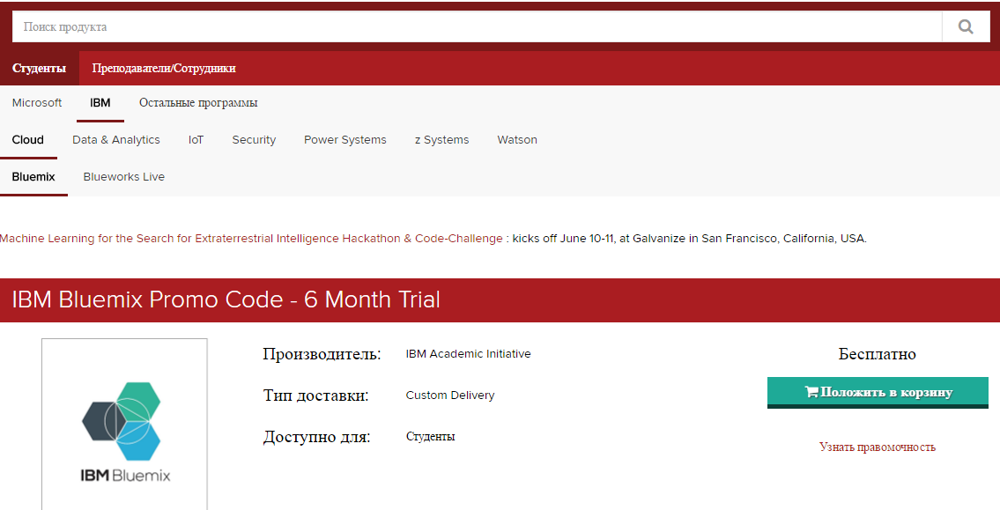 Поиск продукта
Студенты Преподаватели/Сотрудники
Microsoft IBM Остальные программы
Cloud Data & Analytics IoT Security Power Systems z Systems Watson
Bluemix Blueworks Live
Machine Learning for the Search for Extraterrestrial Intelligence Hackathon & Code-Challenge : kicks off June 10-11, at Galvanize in San Francisco, California, USA.
IBM Bluemix Promo Code - 6 Month Trial
Производитель: IBM Academic Initiative
Бесплатно
Тип доставки: Custom Delivery
Положить в корзину
Доступно для: Студенты
Узнать правомочность
IBM Bluemix